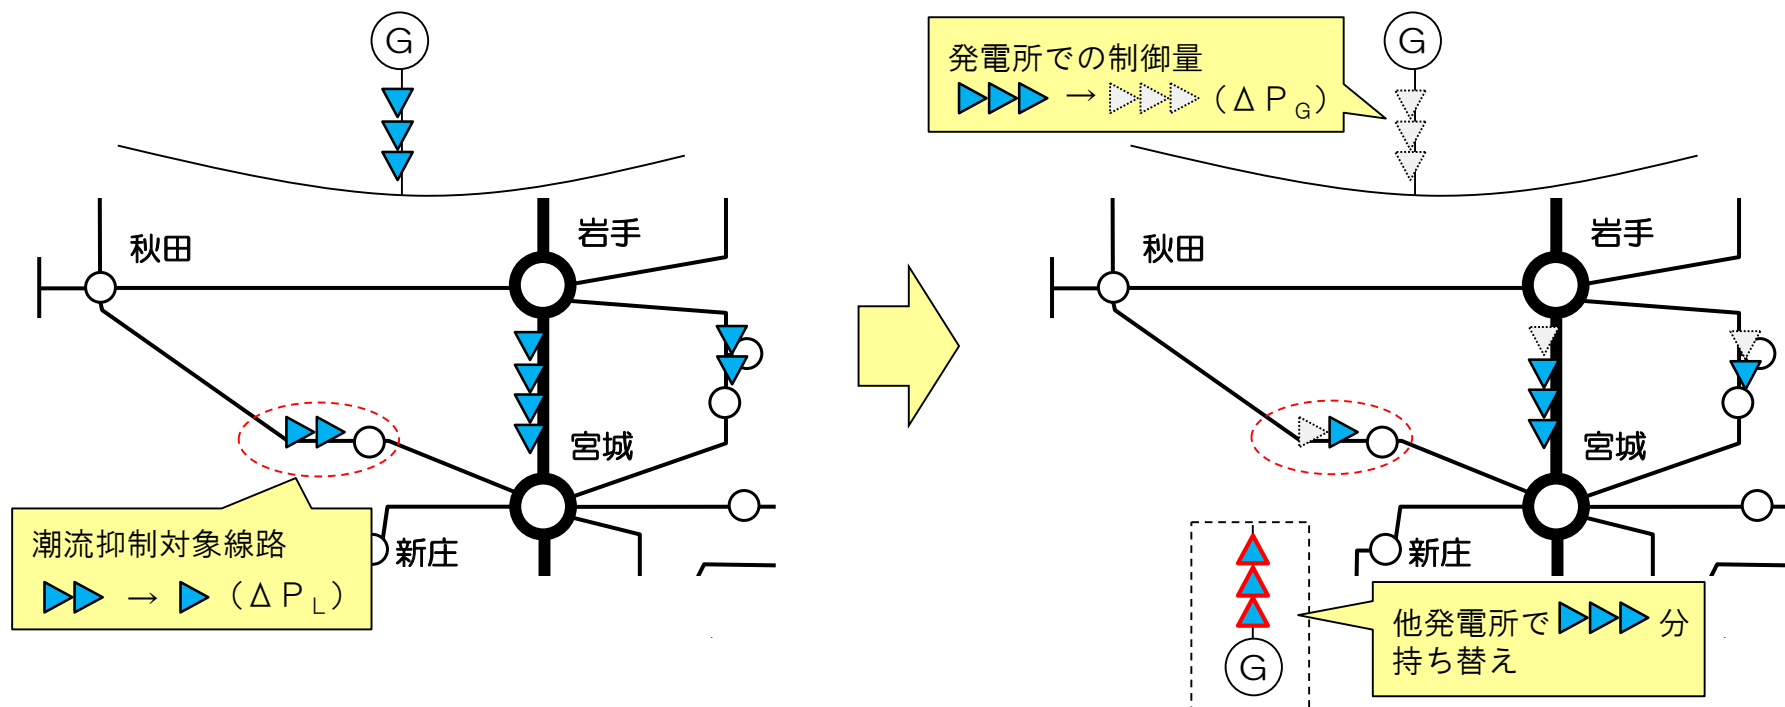 G
秋田
岩手
宮城
新庄
潮流抑制対象線路
→ (ΔPL)
発電所での制御量
→ (ΔPG)
G
秋田
岩手
宮城
新庄
他発電所で 分
持ち替え
G